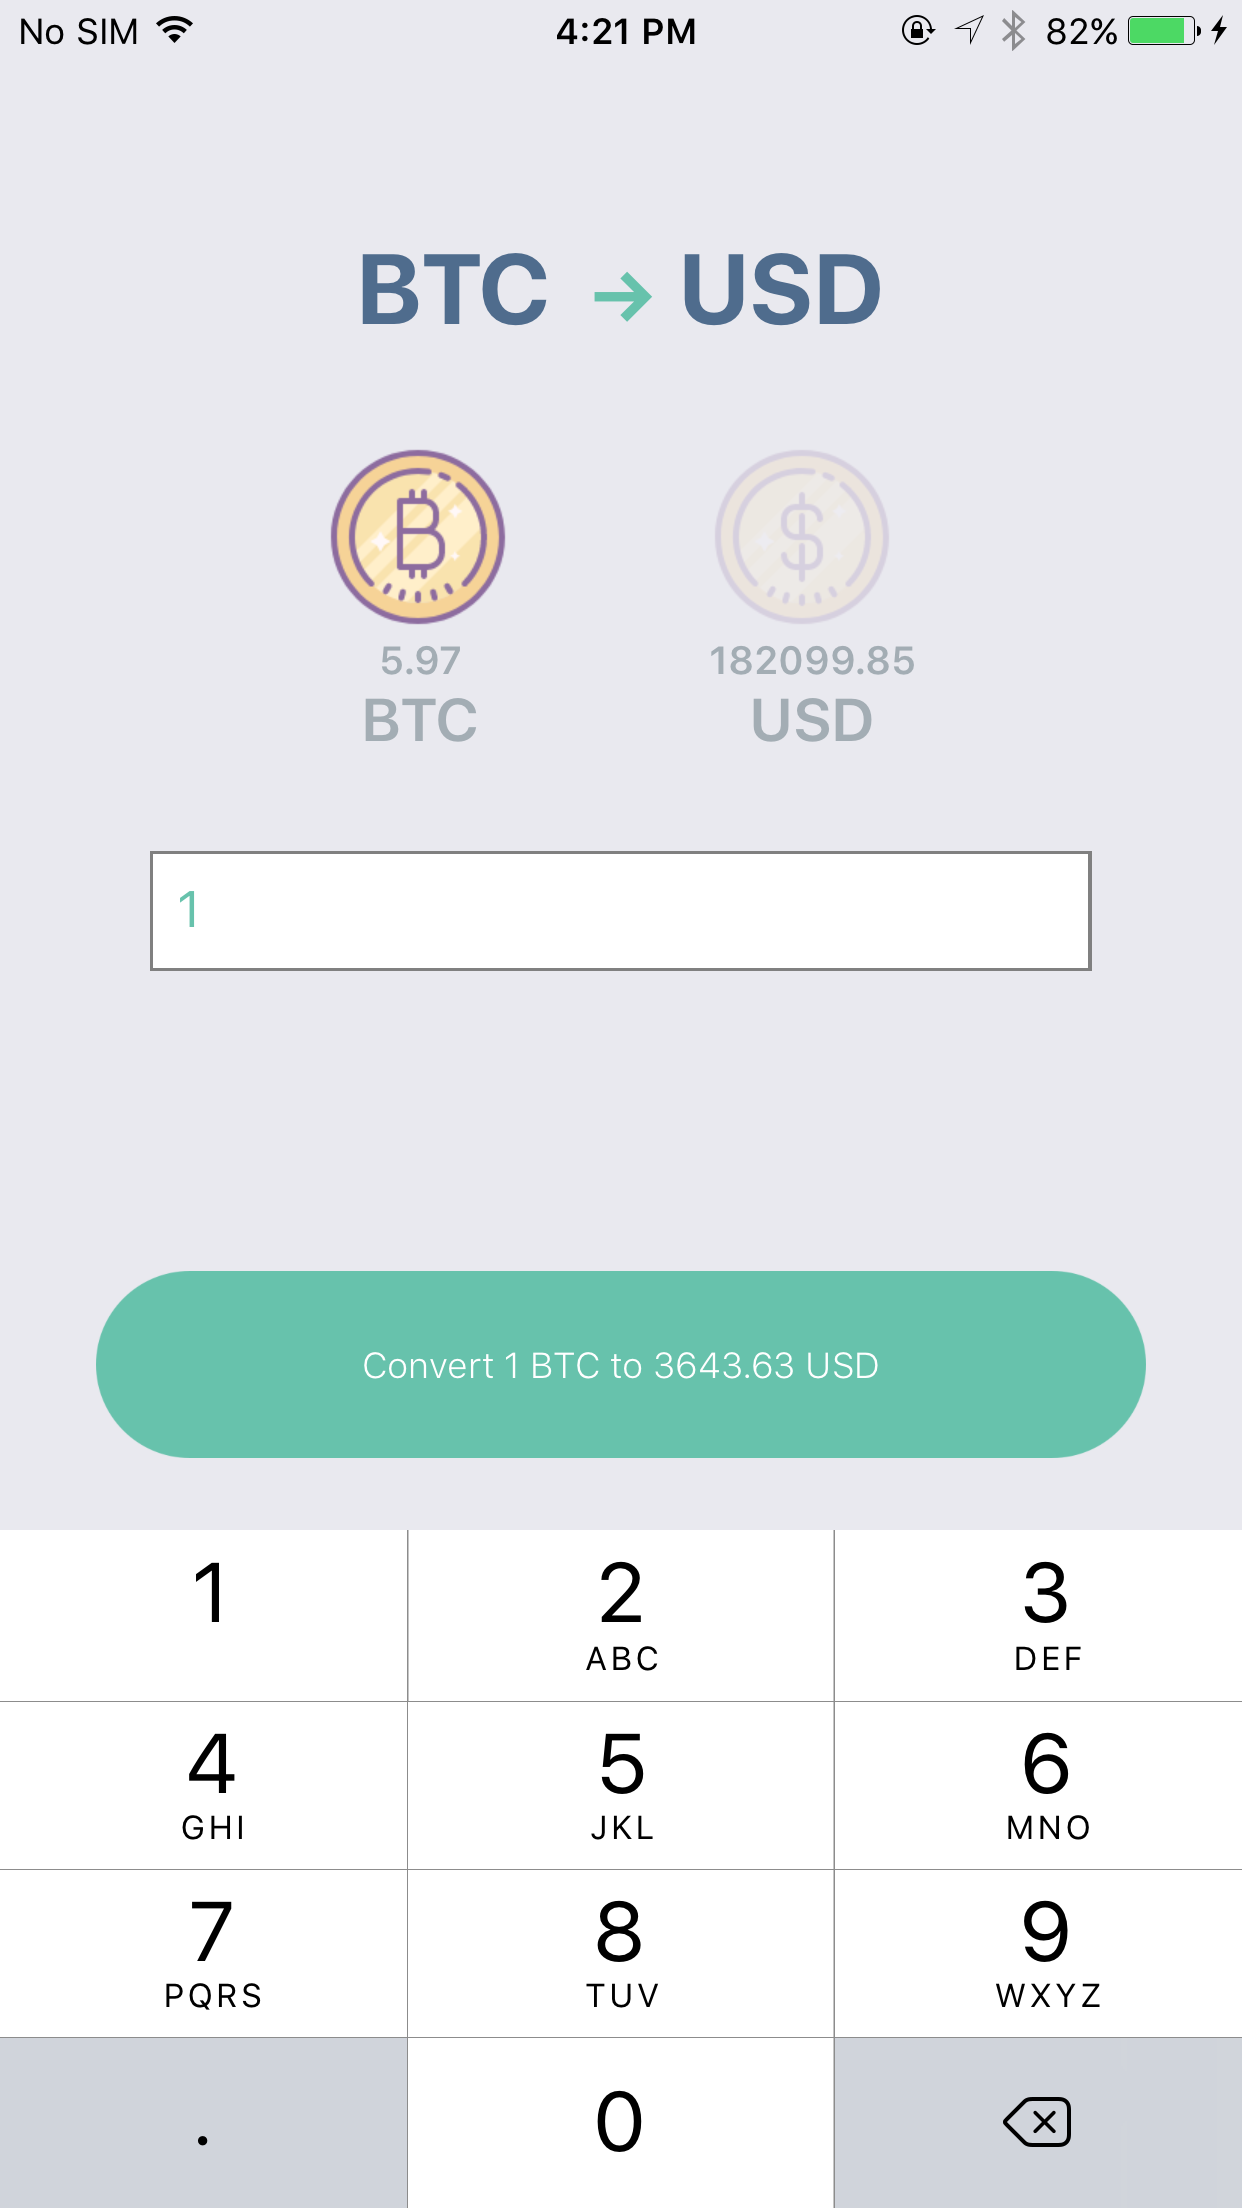 No SIM 4:21 PM 82%
BTC → USD
5.97 182099.85
BTC USD
1
Convert 1 BTC to 3643.63 USD
1 2 3
ABC DEF
4 5 6
GHI JKL MNO
7 8 9
PQRS TUV WXYZ
. 0